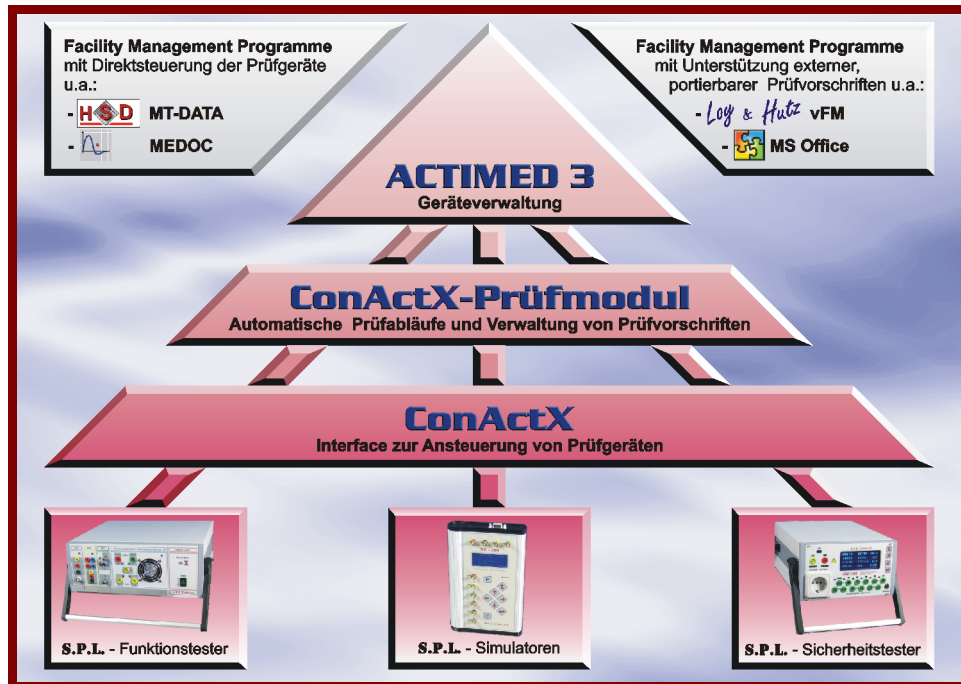 Facility Management Programme
mit Direktsteuerung der Prüfgeräte
u.a.:
- HSD MT-DATA
- MEDOC
Facility Management Programme
mit Unterstützung externer,
portierbarer Prüfvorschriften u.a.:
- Loy & Hutz vFM
- MS Office
ACTIMED 3
Geräteverwaltung
ConActX-Prüfmodul
Automatische Prüfabläufe und Verwaltung von Prüfvorschriften
ConActX
Interface zur Ansteuerung von Prüfgeräten
S.P.L. - Funktionstester
S.P.L. - Simulatoren
S.P.L. - Sicherheitstester